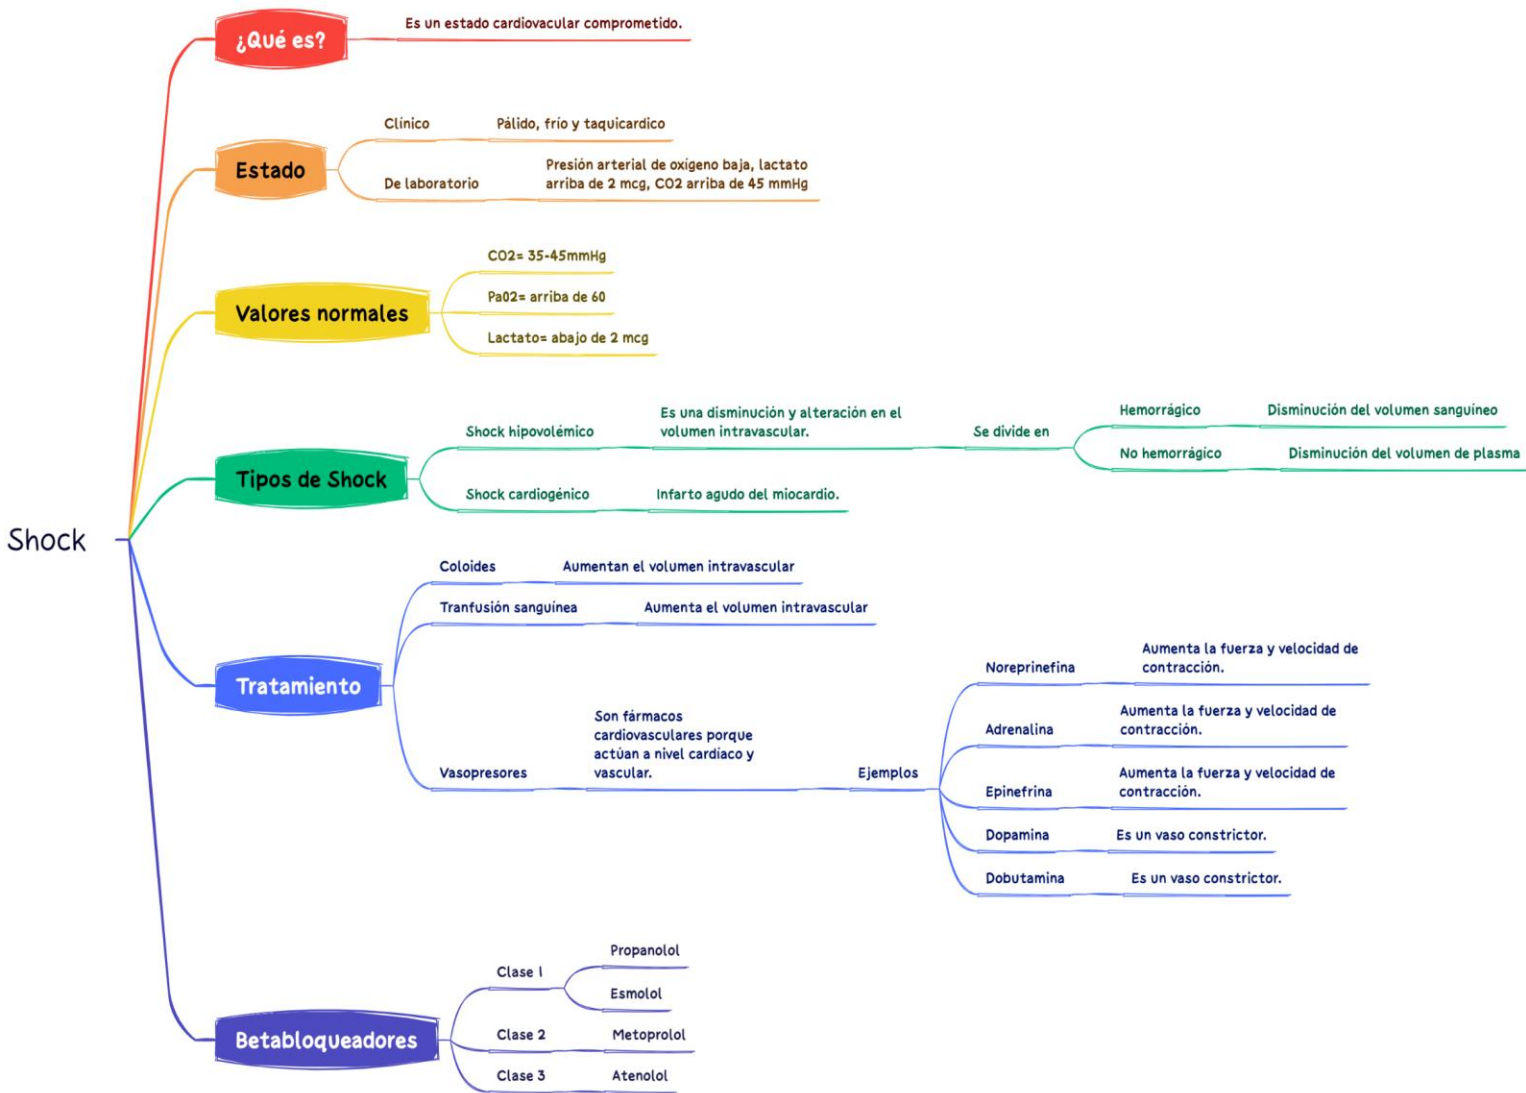 Shock
¿Qué es?
Es un estado cardiovacular comprometido.
Estado
Clínico
Pálido, frío y taquicardico
De laboratorio
Presión arterial de oxígeno baja, lactato
arriba de 2 mcg, CO2 arriba de 45 mmHg
Valores normales
CO2= 35-45mmHg
Pa02= arriba de 60
Lactato= abajo de 2 mcg
Tipos de Shock
Shock hipovolémico
Es una disminución y alteración en el
volumen intravascular.
Se divide en
Hemorrágico
Disminución del volumen sanguíneo
No hemorrágico
Disminución del volumen de plasma
Shock cardiogénico
Infarto agudo del miocardio.
Tratamiento
Coloides
Aumentan el volumen intravascular
Tranfusión sanguínea
Aumenta el volumen intravascular
Vasopresores
Son fármacos
cardiovasculares porque
actúan a nivel cardíaco y
vascular.
Ejemplos
Noreprinefina
Aumenta la fuerza y velocidad de
contracción.
Adrenalina
Aumenta la fuerza y velocidad de
contracción.
Epinefrina
Aumenta la fuerza y velocidad de
contracción.
Dopamina
Es un vaso constrictor.
Dobutamina
Es un vaso constrictor.
Betabloqueadores
Clase 1
Propanolol
Esmolol
Clase 2
Metoprolol
Clase 3
Atenolol